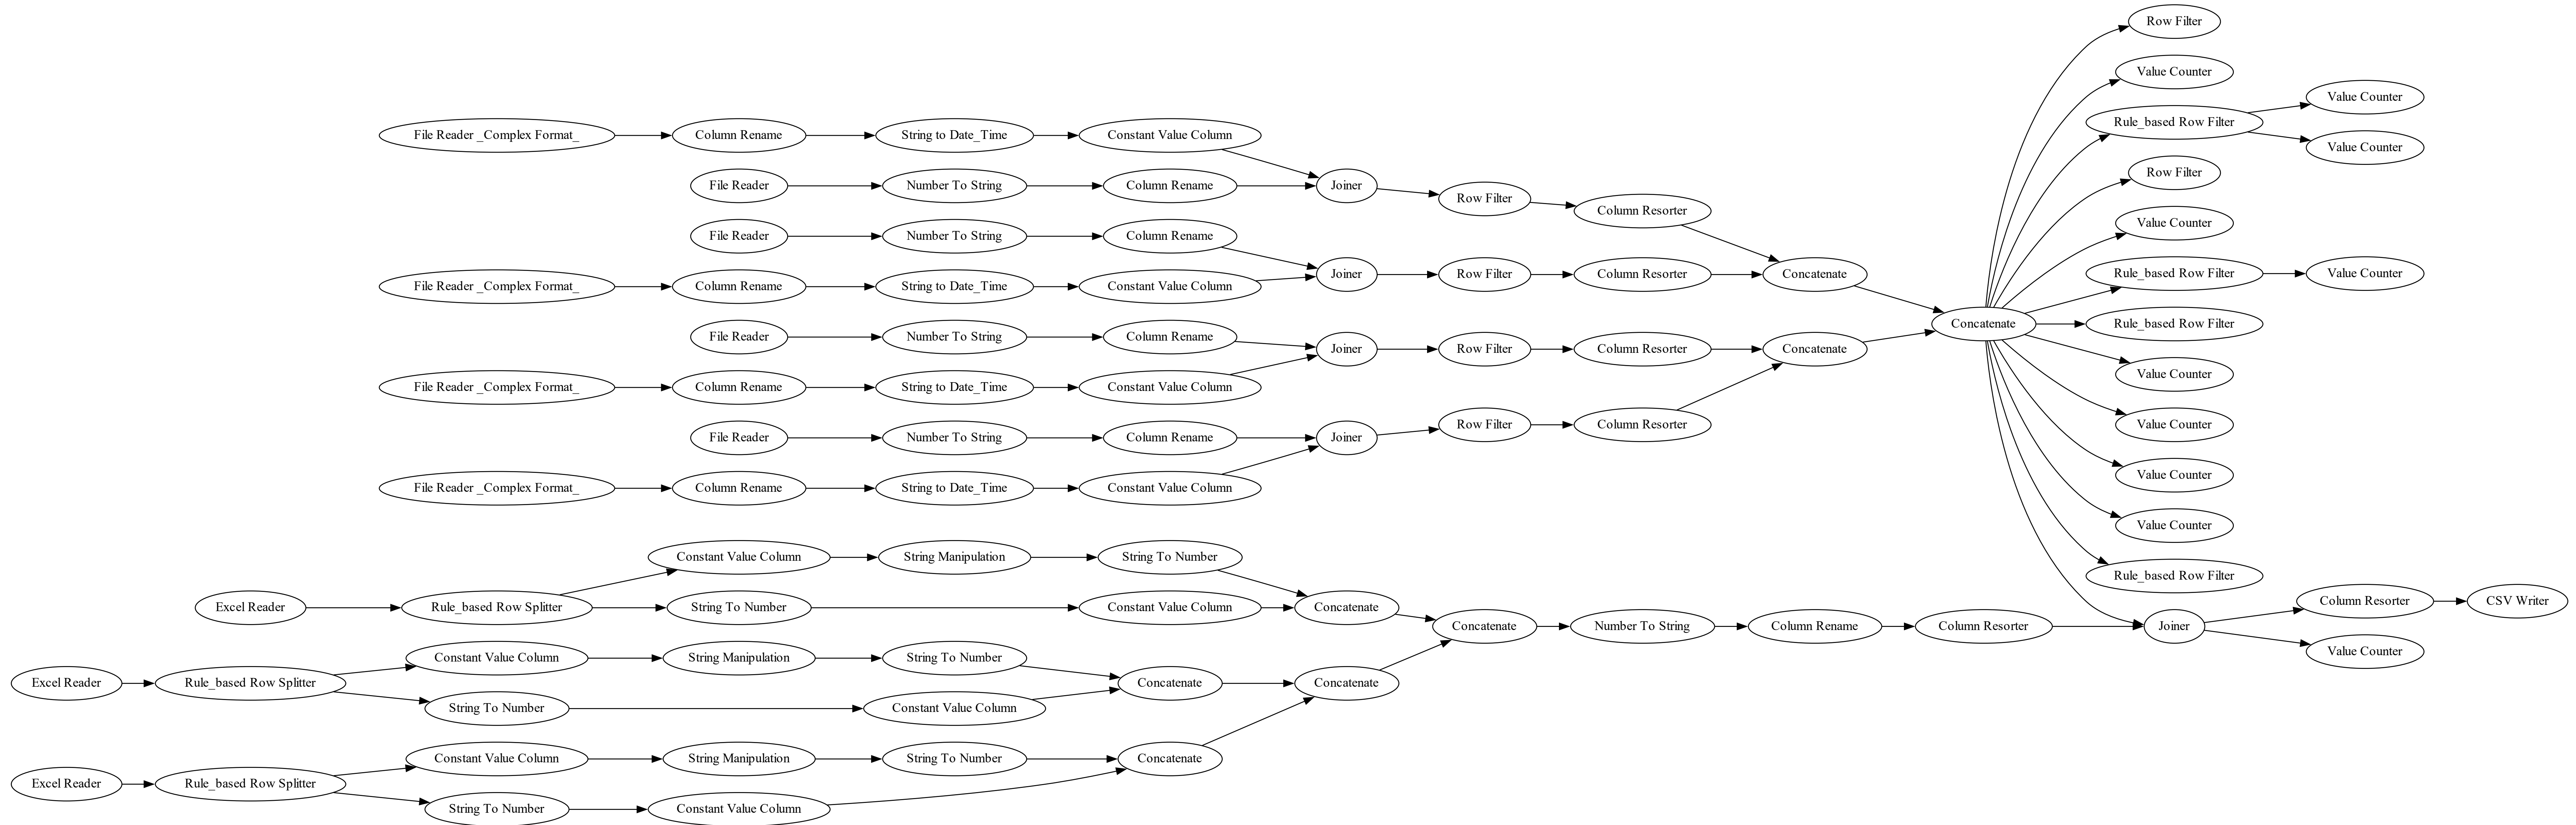 Row Filter
Value Counter
Value Counter
File Reader _Complex Format_
Column Rename
String to Date_Time
Constant Value Column
Rule_based Row Filter
Value Counter
File Reader
Number To String
Column Rename
Joiner
Row Filter
Row Filter
Column Resorter
File Reader
Number To String
Column Rename
Value Counter
File Reader _Complex Format_
Column Rename
String to Date_Time
Constant Value Column
Joiner
Row Filter
Column Resorter
Concatenate
Rule_based Row Filter
Value Counter
Concatenate
Rule_based Row Filter
File Reader
Number To String
Column Rename
Joiner
Row Filter
Column Resorter
Concatenate
File Reader _Complex Format_
Column Rename
String to Date_Time
Constant Value Column
Value Counter
File Reader
Number To String
Column Rename
Joiner
Row Filter
Column Resorter
Value Counter
File Reader _Complex Format_
Column Rename
String to Date_Time
Constant Value Column
Value Counter
Value Counter
Constant Value Column
String Manipulation
String To Number
Rule_based Row Filter
Excel Reader
Rule_based Row Splitter
String To Number
Constant Value Column
Concatenate
Column Resorter
CSV Writer
Concatenate
Number To String
Column Rename
Column Resorter
Joiner
Value Counter
Constant Value Column
String Manipulation
String To Number
Excel Reader
Rule_based Row Splitter
Concatenate
Concatenate
String To Number
Constant Value Column
Constant Value Column
String Manipulation
String To Number
Concatenate
Excel Reader
Rule_based Row Splitter
String To Number
Constant Value Column